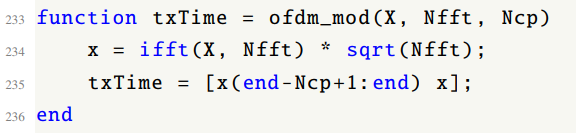 233 function txTime = ofdm_mod(X, Nfft, Ncp)
234     x = ifft(X, Nfft) * sqrt(Nfft);
235     txTime = [x(end-Ncp+1:end) x];
236 end